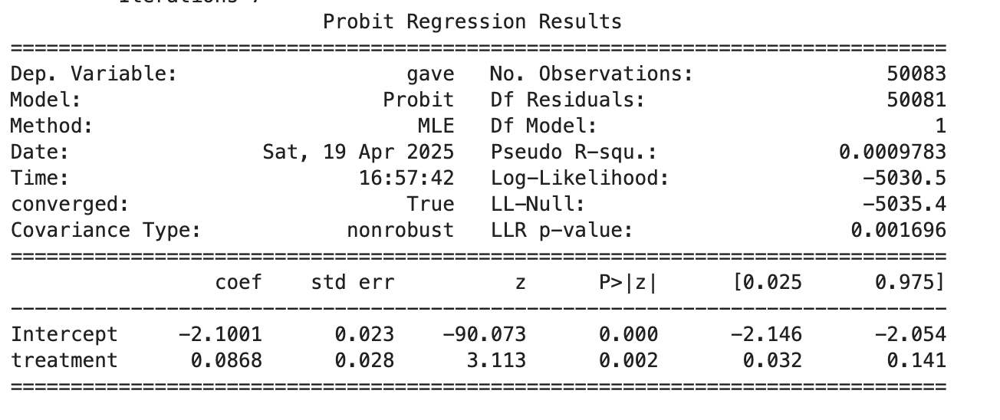 Iterations 7
Probit Regression Results
==============================================================================
Dep. Variable:                   gave   No. Observations:                50083
Model:                         Probit   Df Residuals:                    50081
Method:                           MLE   Df Model:                            1
Date:                Sat, 19 Apr 2025   Pseudo R-squ.:               0.0009783
Time:                        16:57:42   Log-Likelihood:                -5030.5
converged:                       True   LL-Null:                       -5035.4
Covariance Type:            nonrobust   LLR p-value:                  0.001696
==============================================================================
                 coef    std err          z      P>|z|      [0.025      0.975]
------------------------------------------------------------------------------
Intercept     -2.1001      0.023    -90.073      0.000      -2.146      -2.054
treatment      0.0868      0.028      3.113      0.002       0.032       0.141
==============================================================================